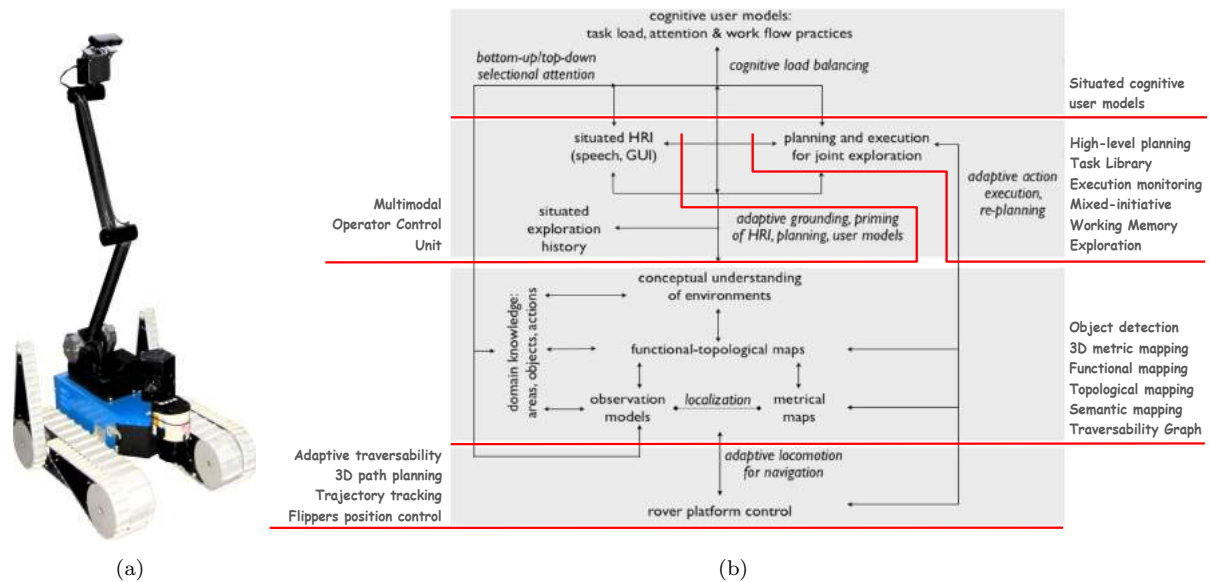 cognitive user models:
task load, attention & work flow practices
bottom-up/top-down
selectional attention
cognitive load balancing
Situated cognitive
user models
situated HRI
(speech, GUI)
planning and execution
for joint exploration
High-level planning
Task Library
Execution monitoring
Mixed-initiative
Working Memory
Exploration
adaptive action
execution,
re-planning
Multimodal
Operator Control
Unit
situated
exploration
history
adaptive grounding, priming
of HRI, planning, user models
conceptual understanding
of environments
domain knowledge:
areas, objects, actions
functional-topological maps
Object detection
3D metric mapping
Functional mapping
Topological mapping
Semantic mapping
Traversability Graph
observation
models
localization
metrical
maps
Adaptive traversability
3D path planning
Trajectory tracking
Flippers position control
adaptive locomotion
for navigation
rover platform control
(a)
(b)